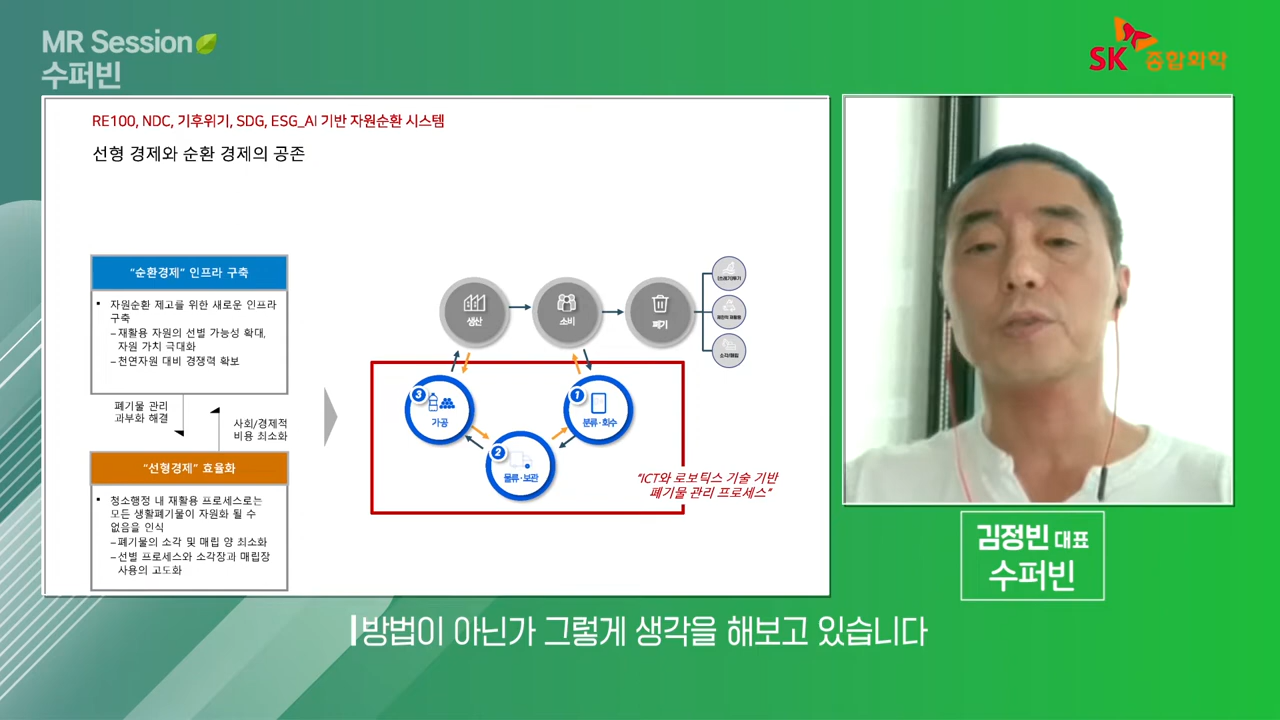 MR Session
수퍼빈
SK 종합화학
RE100, NDC, 기후위기, SDG, ESG_AI 기반 자원순환 시스템
선형 경제와 순환 경제의 공존
“순환경제” 인프라 구축
▪ 자원순환 제고를 위한 새로운 인프라
구축
– 재활용 자원의 선별 가능성 확대,
자원 가치 극대화
– 천연자원 대비 경쟁력 확보
폐기물 관리
과부화 해결
사회/경제적
비용 최소화
“선형경제” 효율화
▪ 청소행정 내 재활용 프로세스로는
모든 생활폐기물이 자원화 될 수
없음을 인식
– 폐기물의 소각 및 매립 양 최소화
– 선별 프로세스와 소각장과 매립장
사용의 고도화
생산
소비
폐기
소각/매립
3
가공
1
분류·회수
2
물류·보관
“ICT와 로보틱스 기술 기반
폐기물 관리 프로세스”
김정빈 대표
수퍼빈
방법이 아닌가 그렇게 생각을 해보고 있습니다